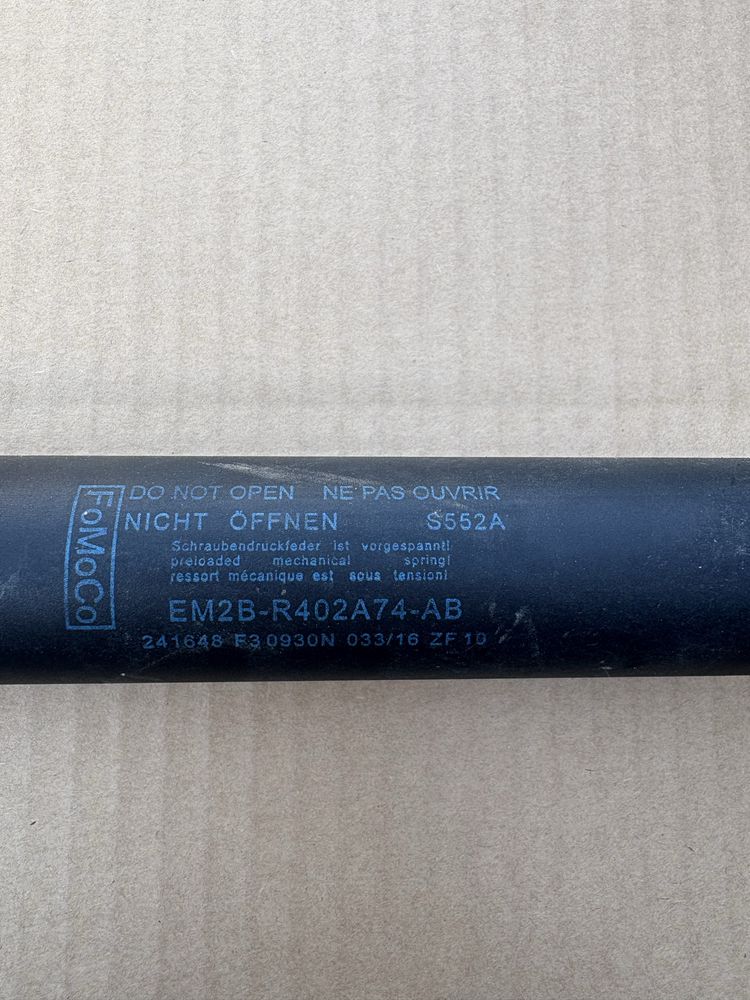 FoMoCo
DO NOT OPEN NE PAS OUVRIR
NICHT ÖFFNEN S552A
Schraubendruckfeder ist vorgespannt!
preloaded mechanical spring!
ressort mécanique est sous tension!
EM2B-R402A74-AB
241648 F3 0930N 033/16 ZF 10